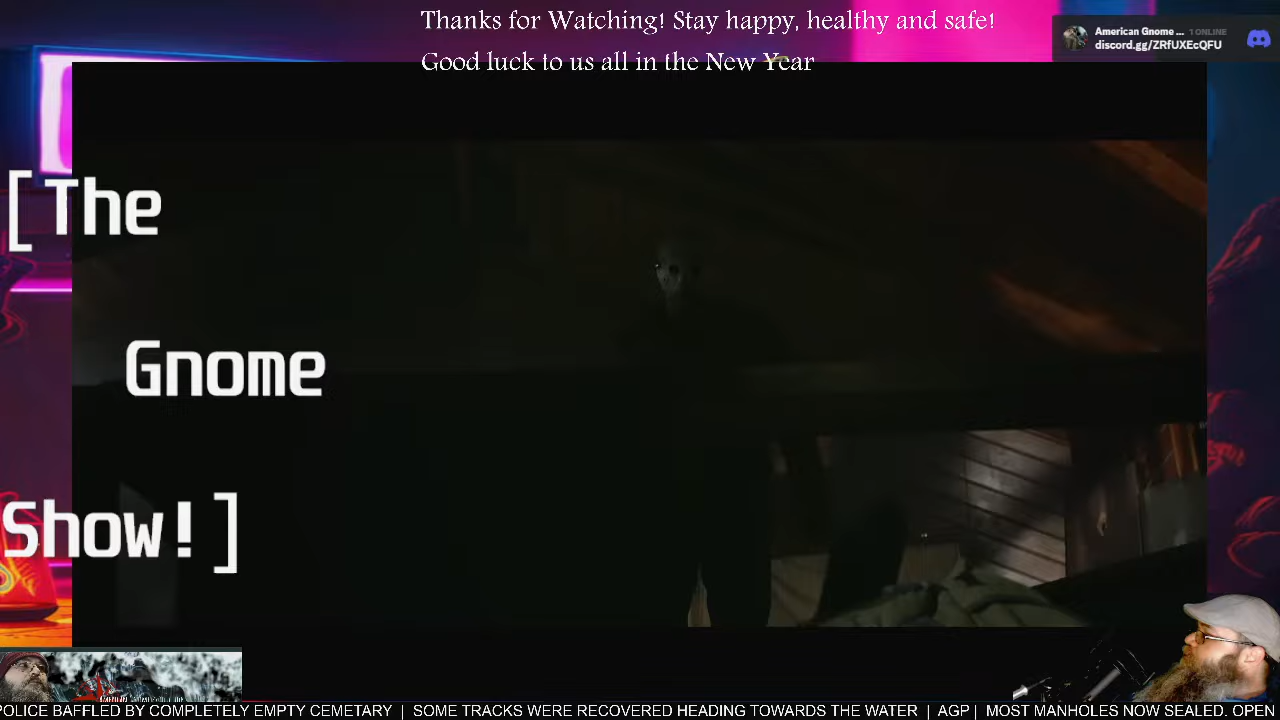 Thanks for Watching! Stay happy, healthy and safe!
Good luck to us all in the New Year
American Gnome ... 1 ONLINE
discord.gg/ZRfUXEcQFU
[The
Gnome
Show!]
POLICE BAFFLED BY COMPLETELY EMPTY CEMETARY | SOME TRACKS WERE RECOVERED HEADING TOWARDS THE WATER | AGP | MOST MANHOLES NOW SEALED. OPEN